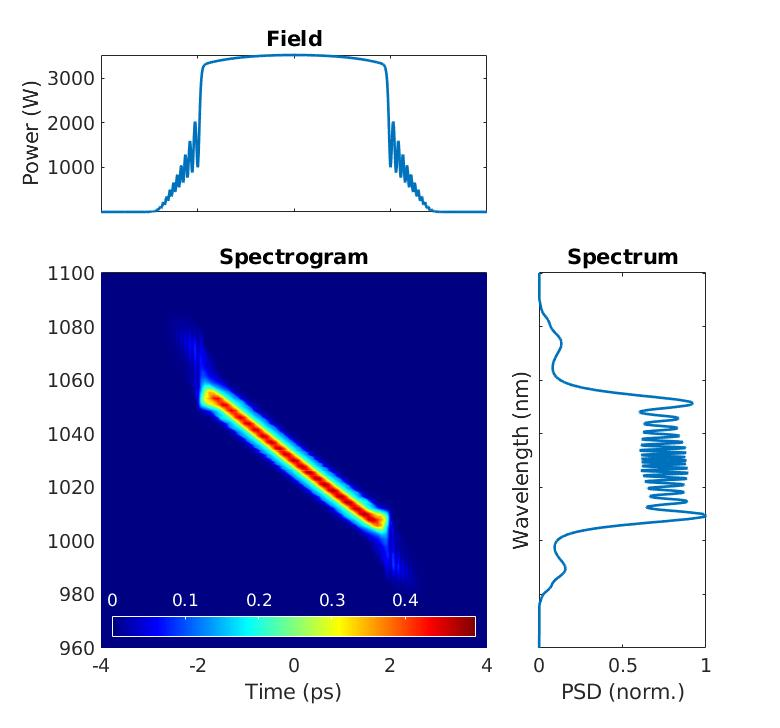 Field
Power (W)
3000
2000
1000
Spectrogram
1100
1080
1060
1040
1020
1000
980
960
0 0.1 0.2 0.3 0.4
-4 -2 0 2 4
Time (ps)
Spectrum
Wavelength (nm)
0 0.5 1
PSD (norm.)